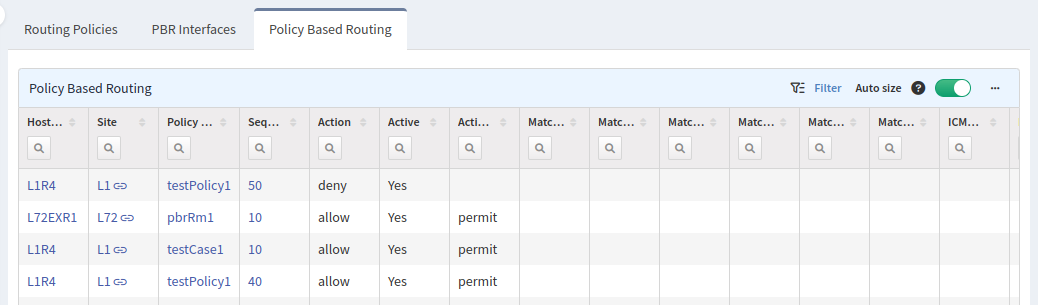 Routing Policies PBR Interfaces Policy Based Routing
Policy Based Routing Filter Auto size ? ...
Host... Site Policy ... Seq... Action Active Acti... Matc... Matc... Matc... Matc... Matc... Matc... ICM...
L1R4 L1 testPolicy1 50 deny Yes
L72EXR1 L72 pbrRm1 10 allow Yes permit
L1R4 L1 testCase1 10 allow Yes permit
L1R4 L1 testPolicy1 40 allow Yes permit